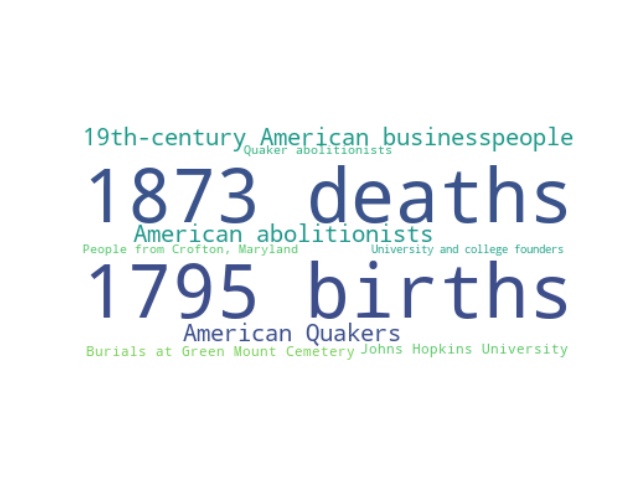 19th-century American businesspeople
Quaker abolitionists
1873 deaths
American abolitionists
People from Crofton, Maryland
University and college founders
1795 births
American Quakers
Burials at Green Mount Cemetery
Johns Hopkins University